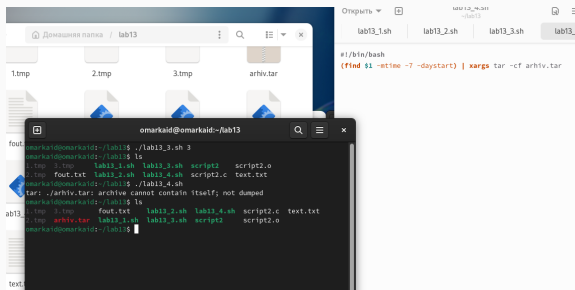 Домашняя папка / lab13
1.tmp
2.tmp
3.tmp
arhiv.tar
fout.
ab13_
text.
omarkaid@omarkaid:~/lab13
omarkaid@omarkaid:~/lab13$ ./lab13_3.sh 3
omarkaid@omarkaid:~/lab13$ ls
1.tmp 3.tmp lab13_1.sh lab13_3.sh script2 script2.o
2.tmp fout.txt lab13_2.sh lab13_4.sh script2.c text.txt
omarkaid@omarkaid:~/lab13$ ./lab13_4.sh
tar: ./arhiv.tar: archive cannot contain itself; not dumped
omarkaid@omarkaid:~/lab13$ ls
1.tmp 3.tmp fout.txt lab13_2.sh lab13_4.sh script2.c text.txt
2.tmp arhiv.tar lab13_1.sh lab13_3.sh script2 script2.o
omarkaid@omarkaid:~/lab13$
Открыть
lab13_4.sh
~/lab13
lab13_1.sh
lab13_2.sh
lab13_3.sh
lab13_
#!/bin/bash
(find $1 -mtime -7 -daystart) | xargs tar -cf arhiv.tar